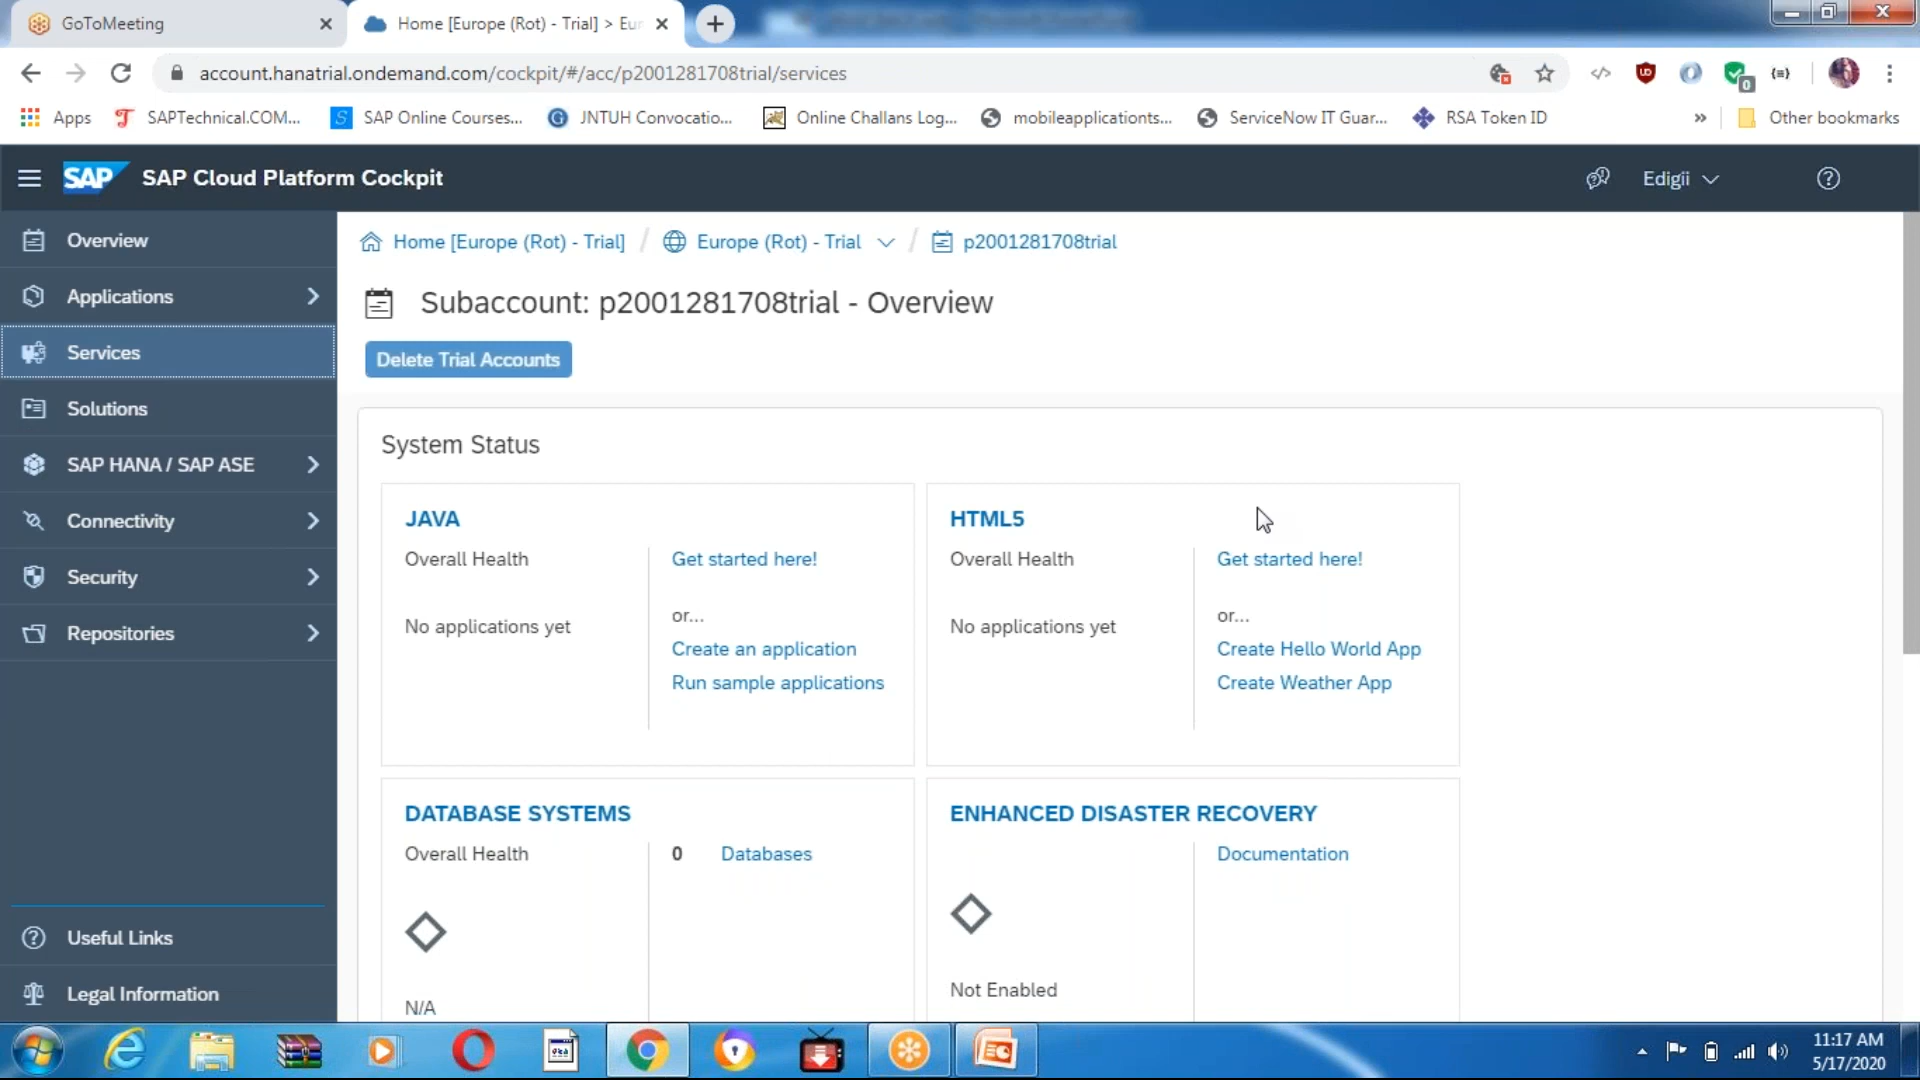 GoToMeeting
Home [Europe (Rot) - Trial] > Eur
account.hanatrial.ondemand.com/cockpit/#/acc/p2001281708trial/services
0
Apps
SAPTechnical.COM...
SAP Online Courses...
JNTUH Convocatio...
Online Challans Log...
mobileapplicationts...
ServiceNow IT Guar...
RSA Token ID
»
Other bookmarks
SAP
SAP Cloud Platform Cockpit
Edigii
Overview
Applications
Services
Solutions
SAP HANA / SAP ASE
Connectivity
Security
Repositories
Useful Links
Legal Information
Home [Europe (Rot) - Trial] / Europe (Rot) - Trial / p2001281708trial
Subaccount: p2001281708trial - Overview
Delete Trial Accounts
System Status
JAVA
Overall Health
No applications yet
Get started here!
or...
Create an application
Run sample applications
HTML5
Overall Health
No applications yet
Get started here!
or...
Create Hello World App
Create Weather App
DATABASE SYSTEMS
Overall Health
N/A
0 Databases
ENHANCED DISASTER RECOVERY
Not Enabled
Documentation
11:17 AM
5/17/2020